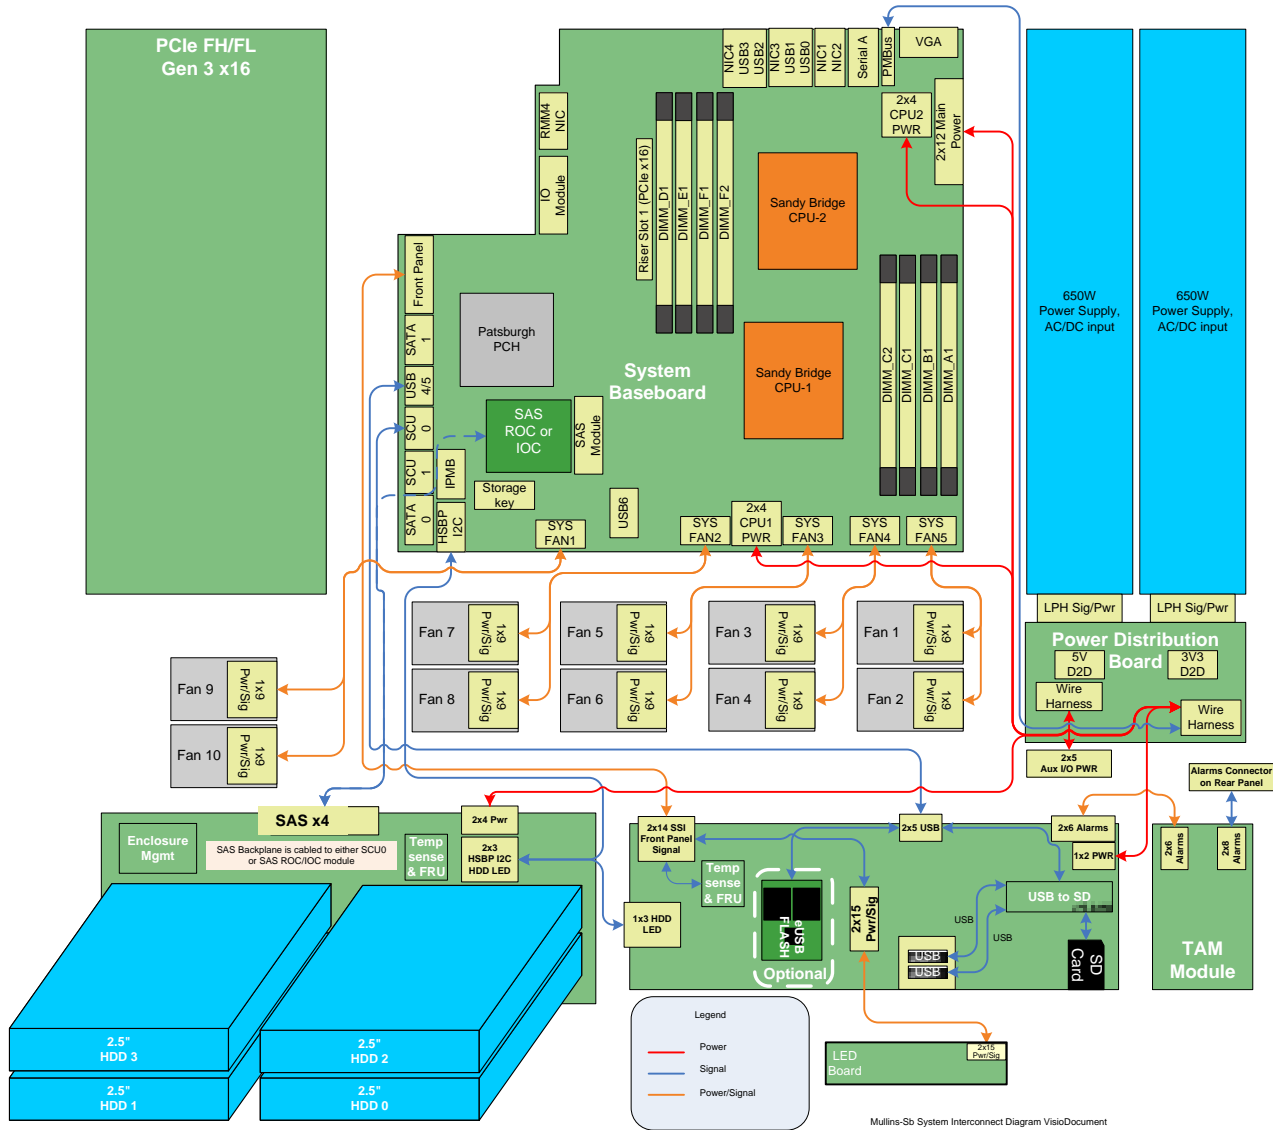 PCIe FH/FL
Gen 3 x16
NIC4
USB3
USB2
NIC3
USB1
USB0
NIC1
NIC2
Serial A
PMBus
VGA
RMM4
NIC
IO
Module
Riser Slot 1 (PCIe x16)
DIMM_D1
DIMM_E1
DIMM_F1
DIMM_F2
2x4
CPU2
PWR
2x12 Main
Power
Sandy Bridge
CPU-2
Front Panel
SATA
1
USB
4/5
SCU
0
SCU
1
SATA
0
Patsburgh
PCH
System
Baseboard
Sandy Bridge
CPU-1
DIMM_C2
DIMM_C1
DIMM_B1
DIMM_A1
SAS
ROC or
IOC
SAS
Module
IPMB
HSBP
I2C
Storage
key
USB6
SYS
FAN1
SYS
FAN2
2x4
CPU1
PWR
SYS
FAN3
SYS
FAN4
SYS
FAN5
650W
Power Supply,
AC/DC input
650W
Power Supply,
AC/DC input
LPH Sig/Pwr
LPH Sig/Pwr
Power Distribution
Board
5V
D2D
3V3
D2D
Wire
Harness
Wire
Harness
2x5
Aux I/O PWR
Fan 7
1x9
Pwr/Sig
Fan 5
1x9
Pwr/Sig
Fan 3
1x9
Pwr/Sig
Fan 1
1x9
Pwr/Sig
Fan 8
1x9
Pwr/Sig
Fan 6
1x9
Pwr/Sig
Fan 4
1x9
Pwr/Sig
Fan 2
1x9
Pwr/Sig
Fan 9
1x9
Pwr/Sig
Fan 10
1x9
Pwr/Sig
Alarms Connector
on Rear Panel
SAS x4
2x4 Pwr
Enclosure
Mgmt
SAS Backplane is cabled to either SCU0
or SAS ROC/IOC module
Temp
sense
& FRU
2x3
HSBP I2C
HDD LED
2.5"
HDD 3
2.5"
HDD 2
2.5"
HDD 1
2.5"
HDD 0
2x14 SSI
Front Panel
Signal
Temp
sense
& FRU
1x3 HDD
LED
2x5 USB
eUSB
FLASH
Optional
2x15
Pwr/Sig
2x6 Alarms
1x2 PWR
USB to SD
USB
USB
USB
USB
SD
Card
2x6
Alarms
2x8
Alarms
TAM
Module
LED
Board
2x15
Pwr/Sig
Legend
Power
Signal
Power/Signal
Mullins-Sb System Interconnect Diagram VisioDocument